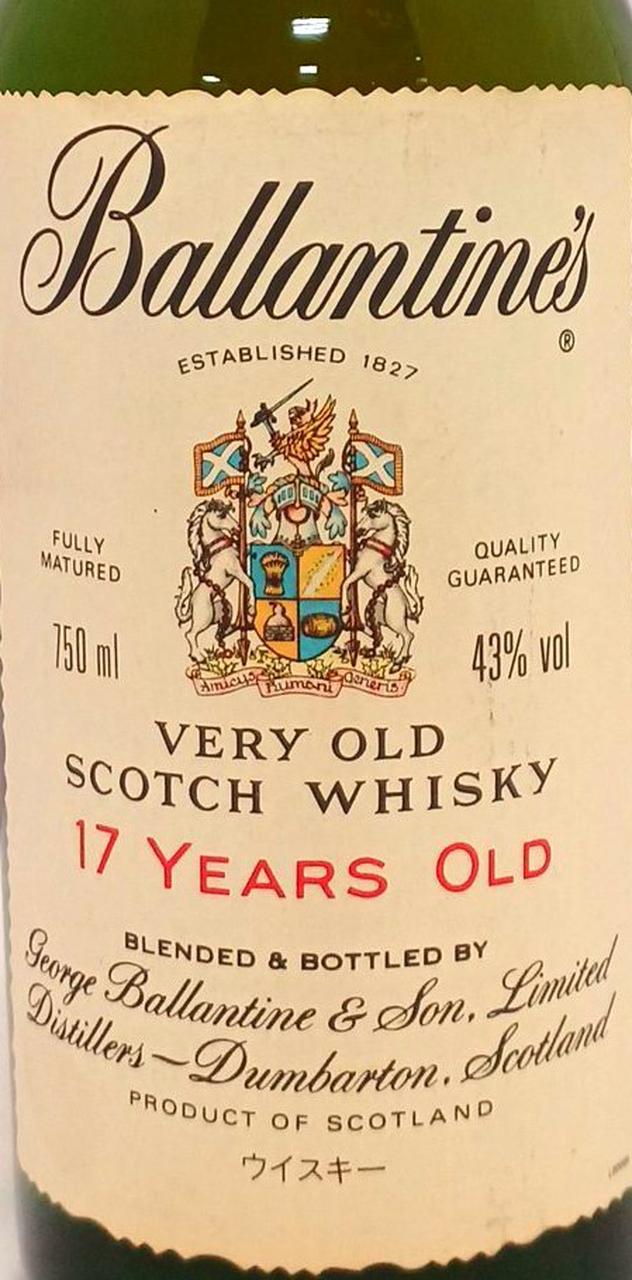 Ballantine's
®
ESTABLISHED 1827
FULLY
MATURED
QUALITY
GUARANTEED
750 ml
43% vol
Amicus Humani Generis
VERY OLD
SCOTCH WHISKY
17 YEARS OLD
BLENDED & BOTTLED BY
George Ballantine & Son, Limited
Distillers – Dumbarton, Scotland
PRODUCT OF SCOTLAND
ウイスキー